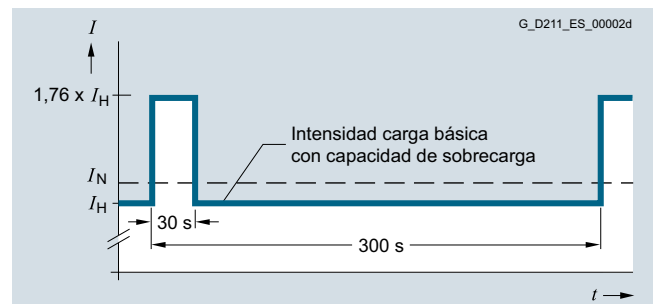 G_D211_ES_00002d
I
1,76 x IH
Intensidad carga básica
con capacidad de sobrecarga
IN
IH
30 s
300 s
t